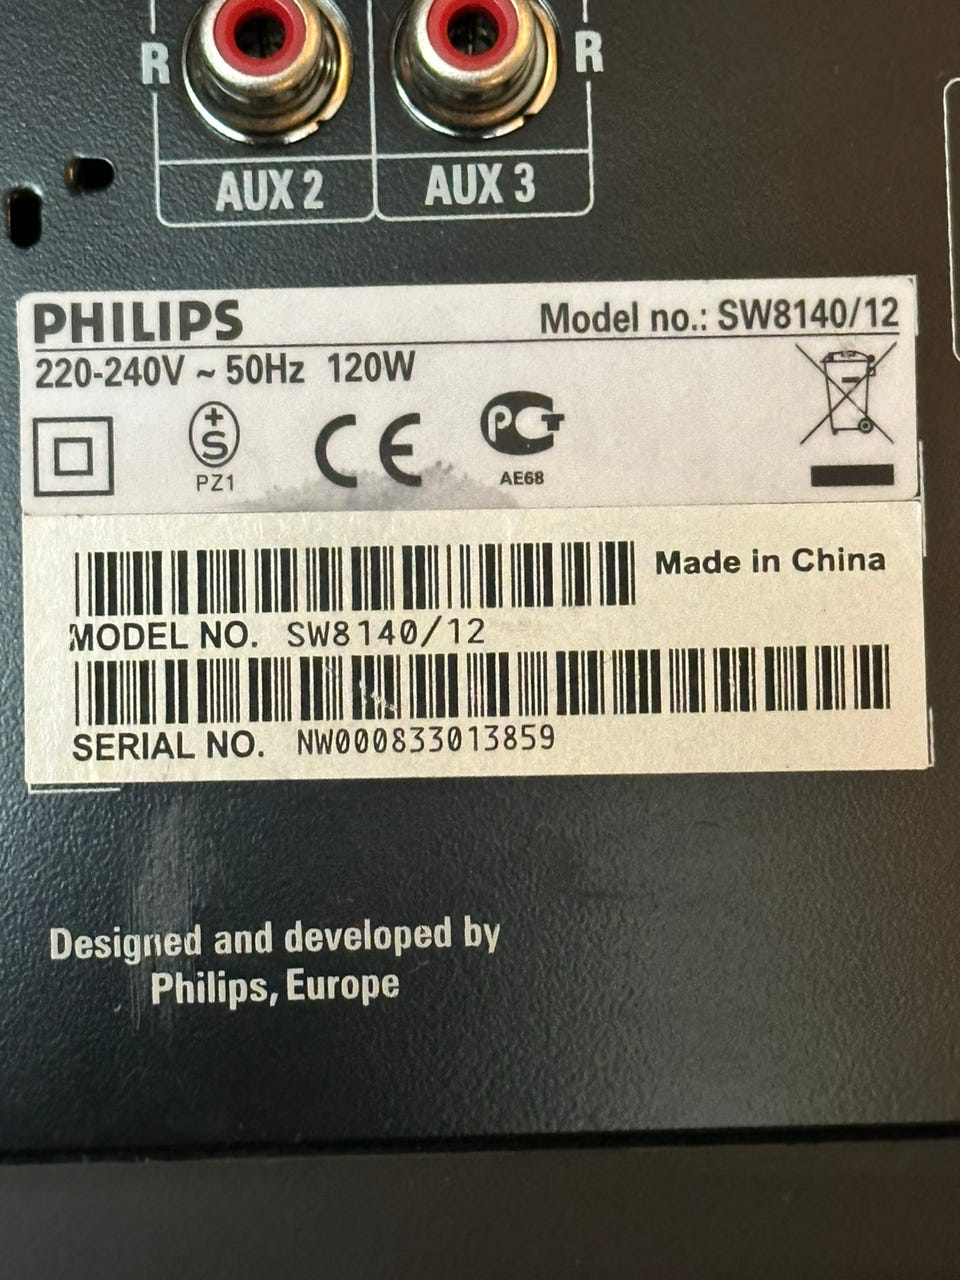 R R
AUX 2 AUX 3
PHILIPS Model no.: SW8140/12
220-240V ~ 50Hz 120W
+
S
PZ1
CE
PCT
AE68
Made in China
MODEL NO. SW8140/12
SERIAL NO. NW000833013859
Designed and developed by
Philips, Europe